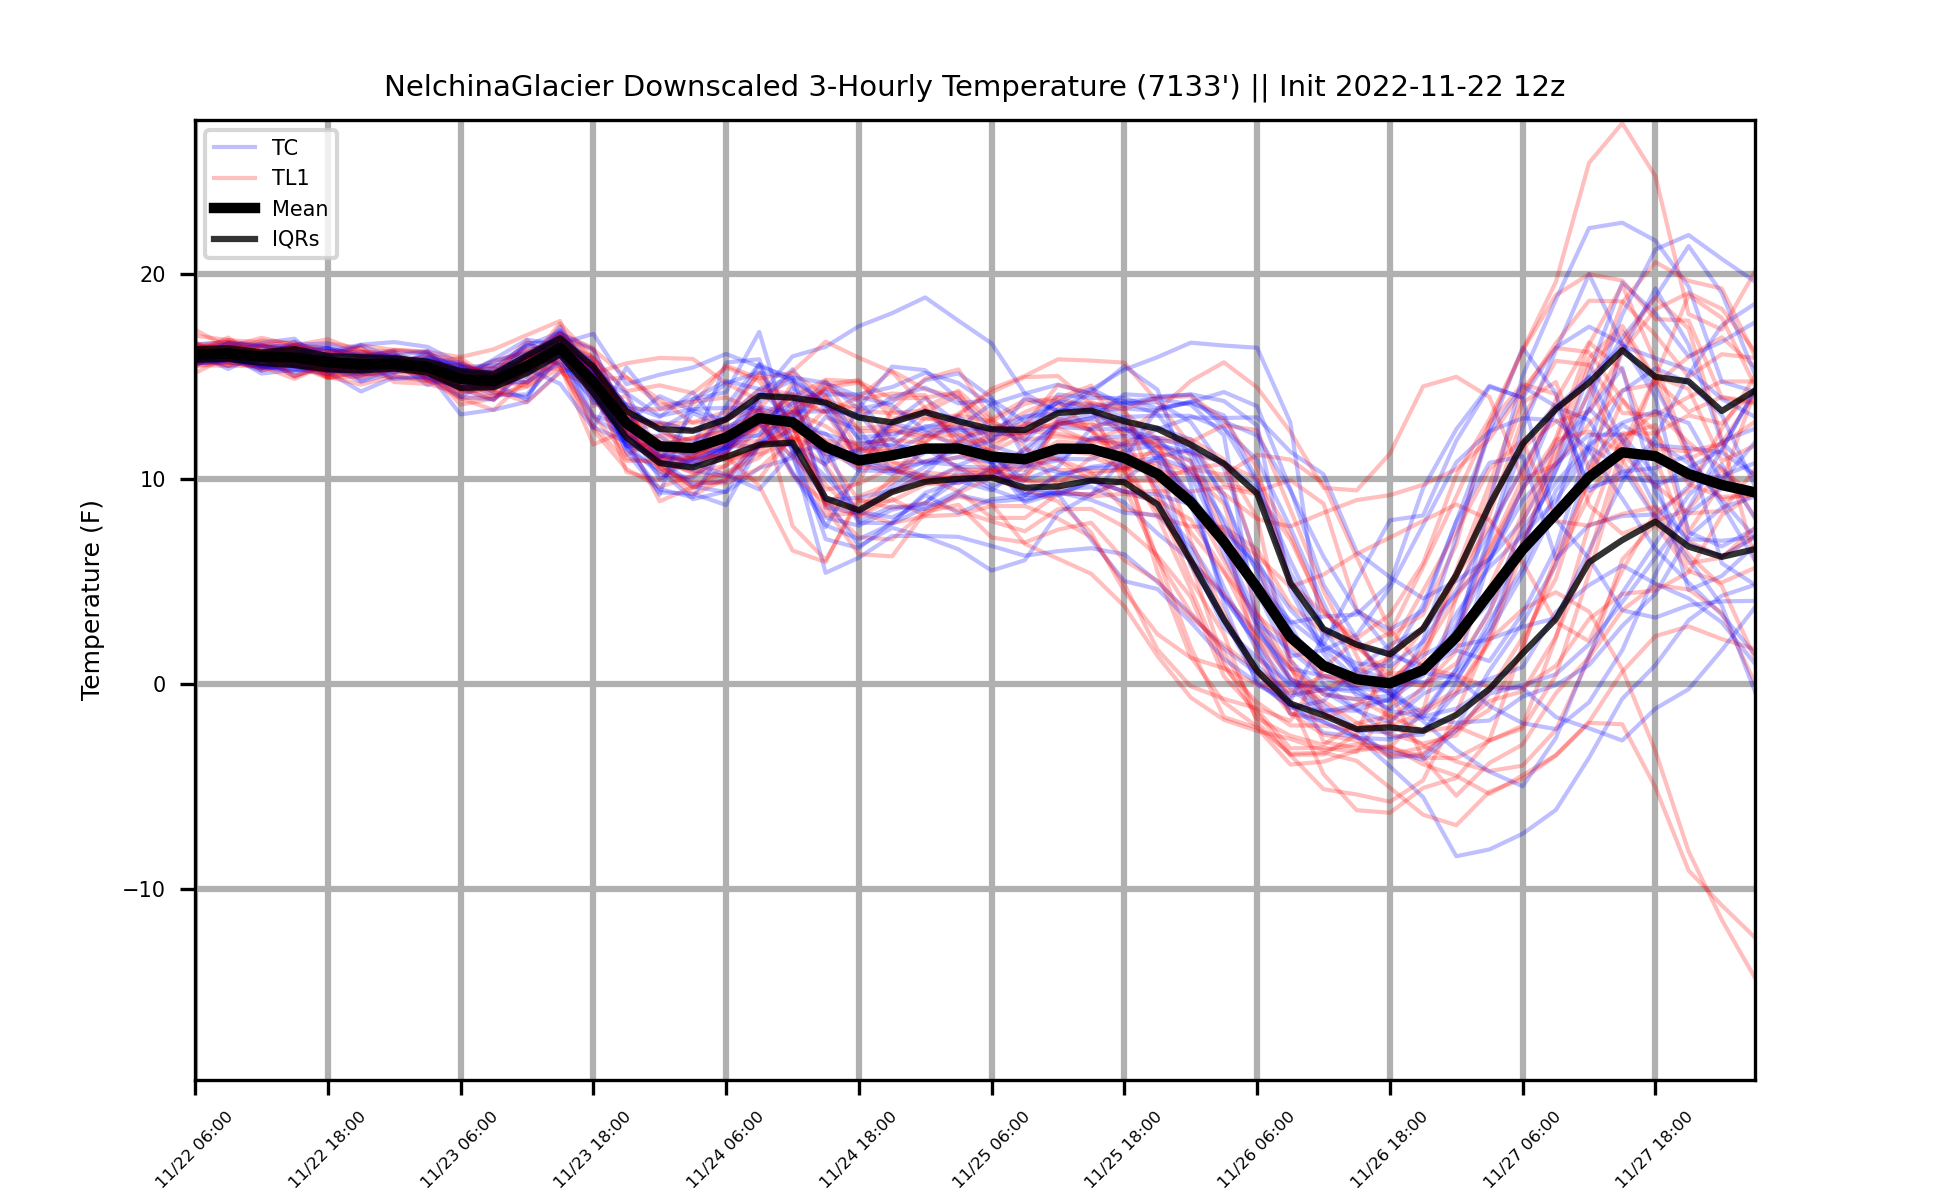 NelchinaGlacier Downscaled 3-Hourly Temperature (7133') || Init 2022-11-22 12z
TC
TL1
Mean
IQRs
Temperature (F)
20
10
0
−10
11/22 06:00
11/22 18:00
11/23 06:00
11/23 18:00
11/24 06:00
11/24 18:00
11/25 06:00
11/25 18:00
11/26 06:00
11/26 18:00
11/27 06:00
11/27 18:00